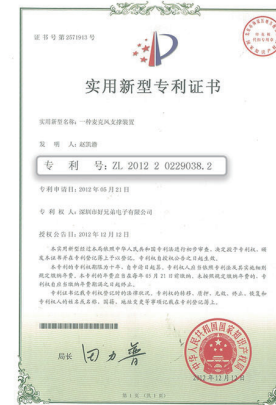 证书号第2571913号
实用新型专利证书
实用新型名称：一种麦克风支撑装置
发 明 人：赵凯游
专 利 号：ZL 2012 2 0229038.2
专利申请日：2012年05月21日
专 利 权 人：深圳市好兄弟电子有限公司
授权公告日：2012年12月12日
本实用新型经过本局依照中华人民共和国专利法进行初步审查，决定授予专利权，颁
发本证书并在专利登记簿上予以登记。专利权自授权公告之日起生效。
本专利的专利权期限为十年，自申请日起算。专利权人应当依照专利法及其实施细则
规定缴纳年费。本专利的年费应当在每年05月21日前缴纳。未按照规定缴纳年费的，专
利权自应当缴纳年费期满之日起终止。
专利证书记载专利权登记时的法律状况。专利权的转移、质押、无效、终止、恢复和
专利权人的姓名或名称、国籍、地址变更等事项记载在专利登记簿上。
局长 田力普
中华人民共和国国家知识产权局
2012年12月12日
第1页（共1页）